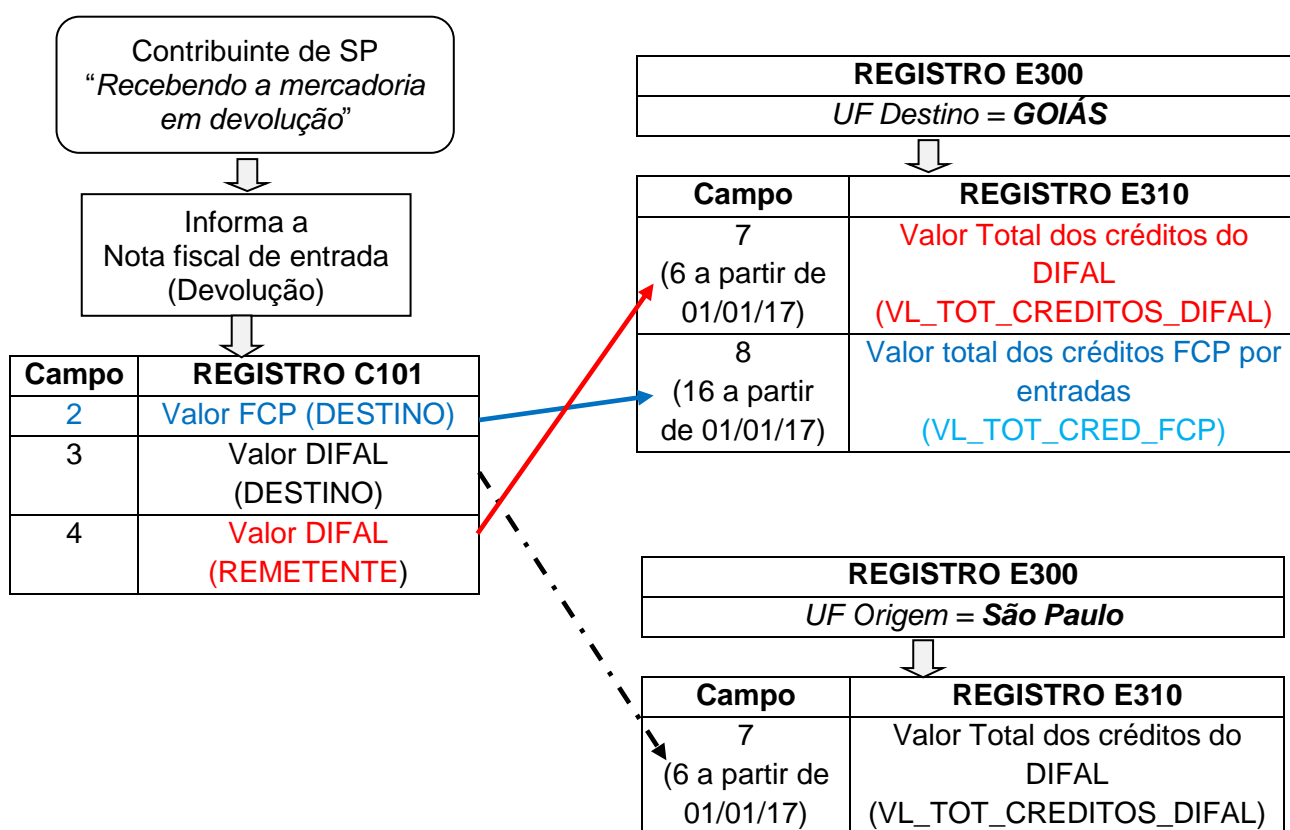 Contribuinte de SP
“Recebendo a mercadoria
em devolução”
Informa a
Nota fiscal de entrada
(Devolução)
Campo REGISTRO C101
2 Valor FCP (DESTINO)
3 Valor DIFAL
(DESTINO)
4 Valor DIFAL
(REMETENTE)
REGISTRO E300
UF Destino = GOIÁS
Campo REGISTRO E310
7 Valor Total dos créditos do
(6 a partir de DIFAL
01/01/17) (VL_TOT_CREDITOS_DIFAL)
8 Valor total dos créditos FCP por
(16 a partir entradas
de 01/01/17) (VL_TOT_CRED_FCP)
REGISTRO E300
UF Origem = São Paulo
Campo REGISTRO E310
7 Valor Total dos créditos do
(6 a partir de DIFAL
01/01/17) (VL_TOT_CREDITOS_DIFAL)